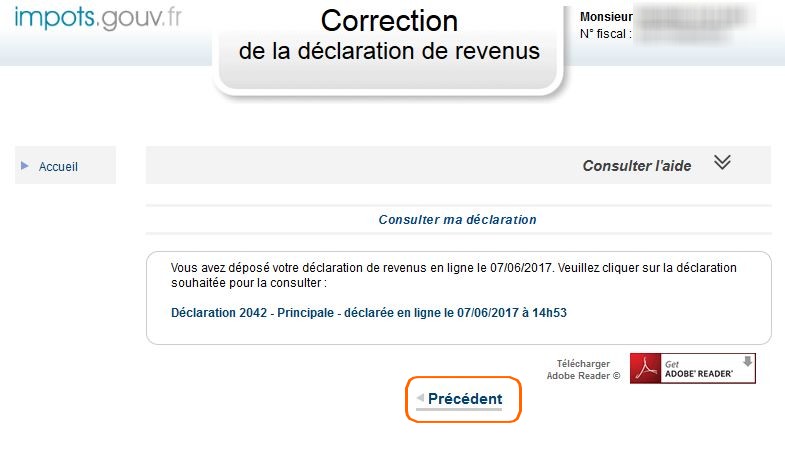 impots.gouv.fr
Correction
de la déclaration de revenus
Monsieur
N° fiscal :
Accueil
Consulter l'aide
Consulter ma déclaration
Vous avez déposé votre déclaration de revenus en ligne le 07/06/2017. Veuillez cliquer sur la déclaration
souhaitée pour la consulter :
Déclaration 2042 - Principale - déclarée en ligne le 07/06/2017 à 14h53
Télécharger
Adobe Reader ©
Get
ADOBE® READER®
Précédent